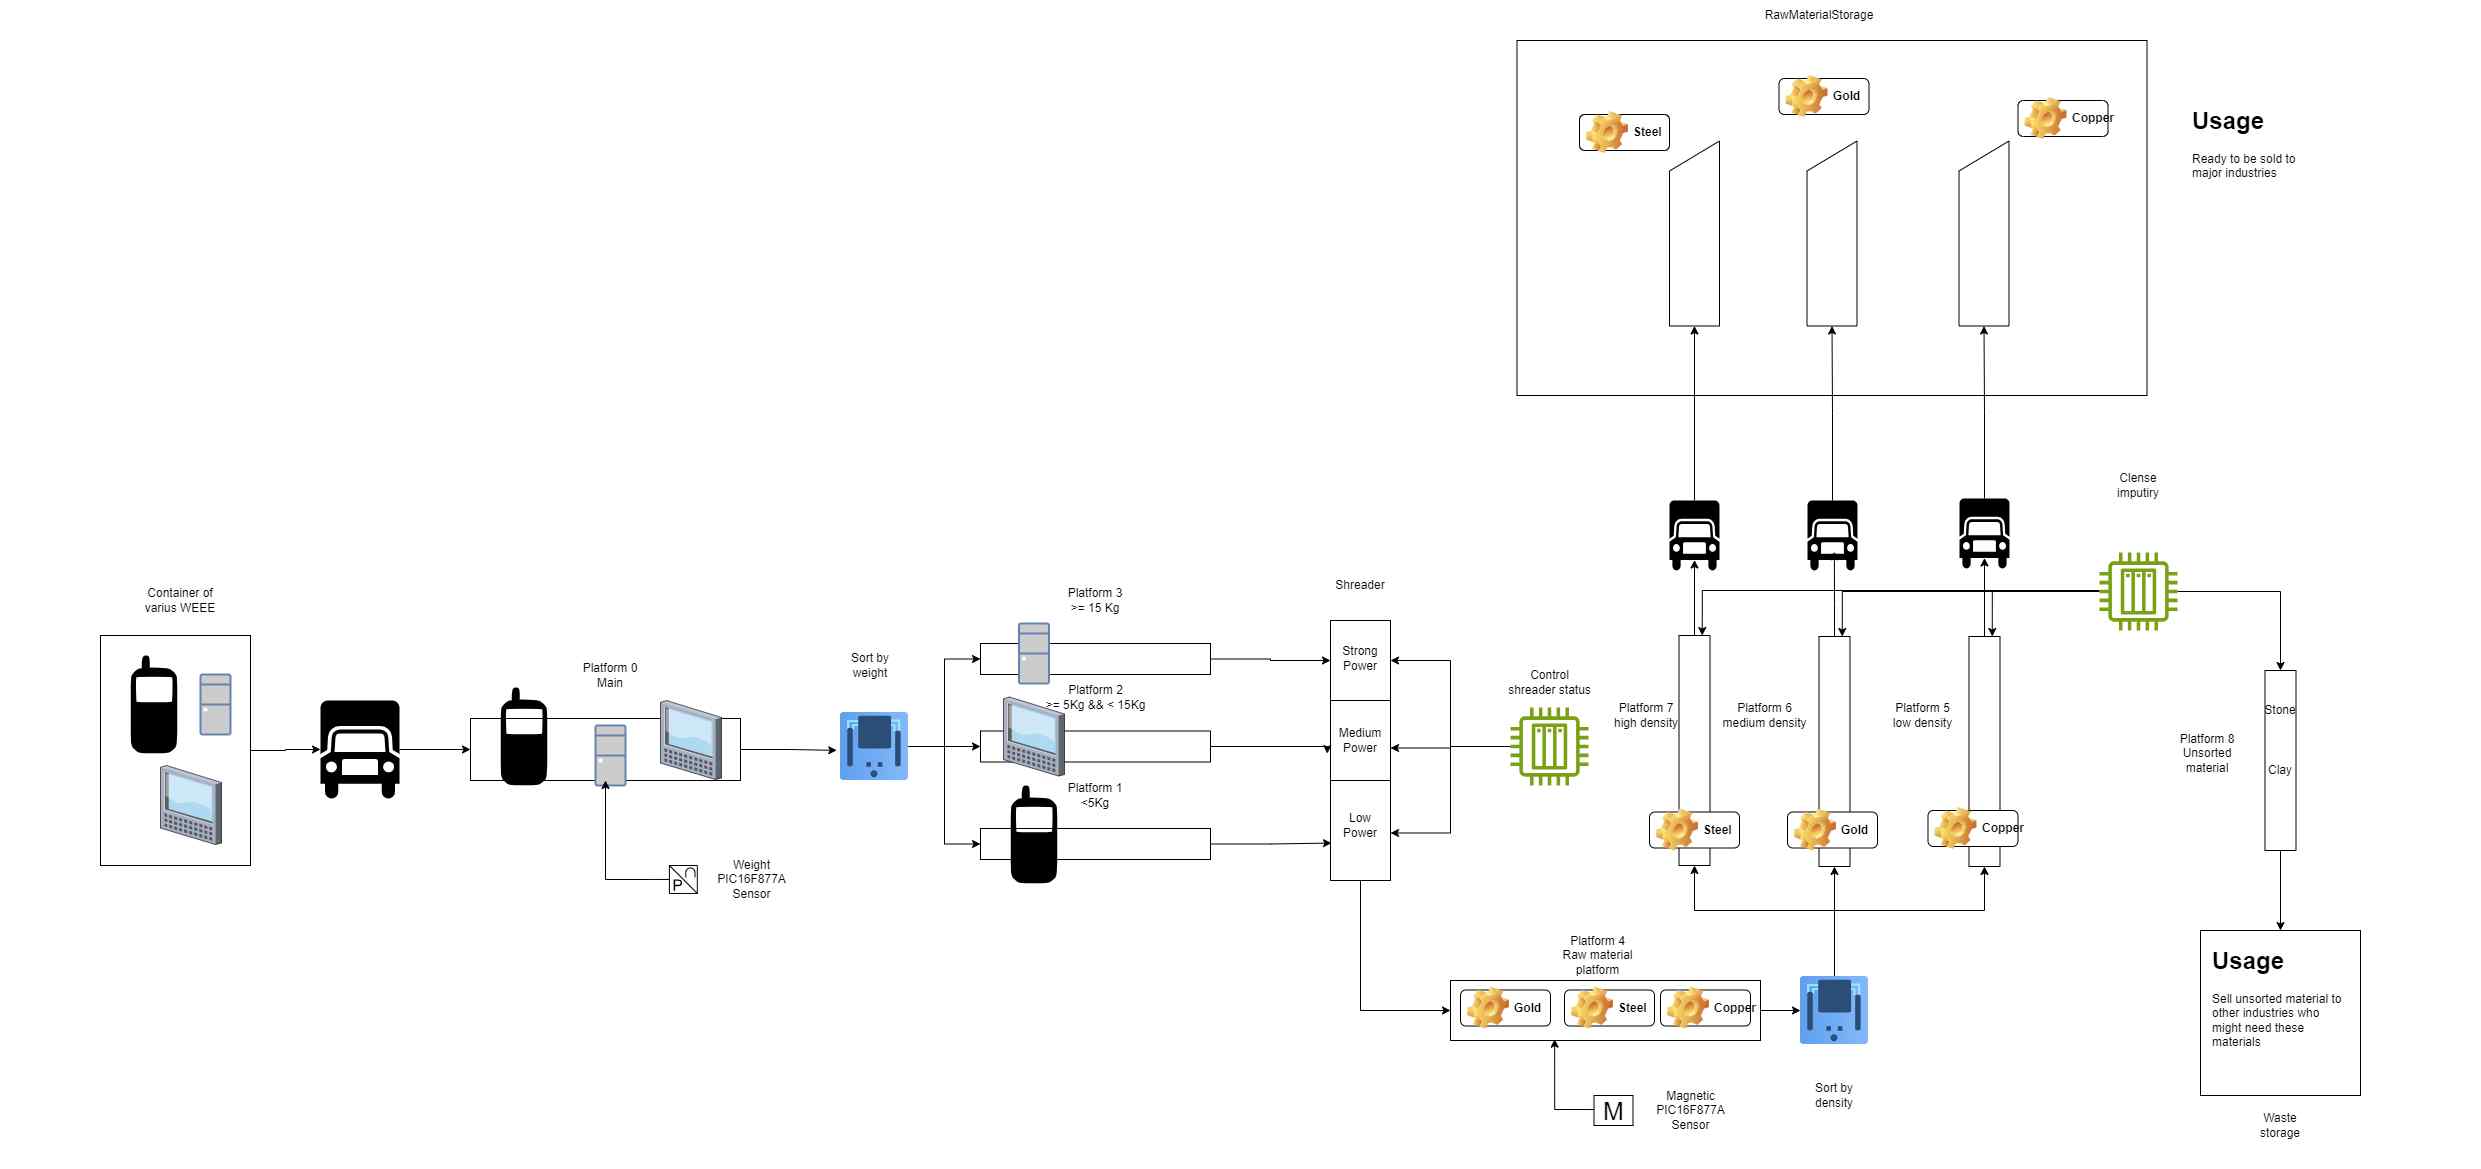 RawMaterialStorage
Steel
Gold
Copper
Usage
Ready to be sold to
major industries
Clense
imputiry
Container of
varius WEEE
Platform 0
Main
Weight
PIC16F877A
Sensor
P
Sort by
weight
Platform 3
>= 15 Kg
Platform 2
>= 5Kg && < 15Kg
Platform 1
<5Kg
Shreader
Strong
Power
Medium
Power
Low
Power
Control
shreader status
Platform 7
high density
Platform 6
medium density
Platform 5
low density
Steel
Gold
Copper
Platform 8
Unsorted
material
Stone
Clay
Platform 4
Raw material
platform
Gold
Steel
Copper
M
Magnetic
PIC16F877A
Sensor
Sort by
density
Usage
Sell unsorted material to
other industries who
might need these
materials
Waste
storage